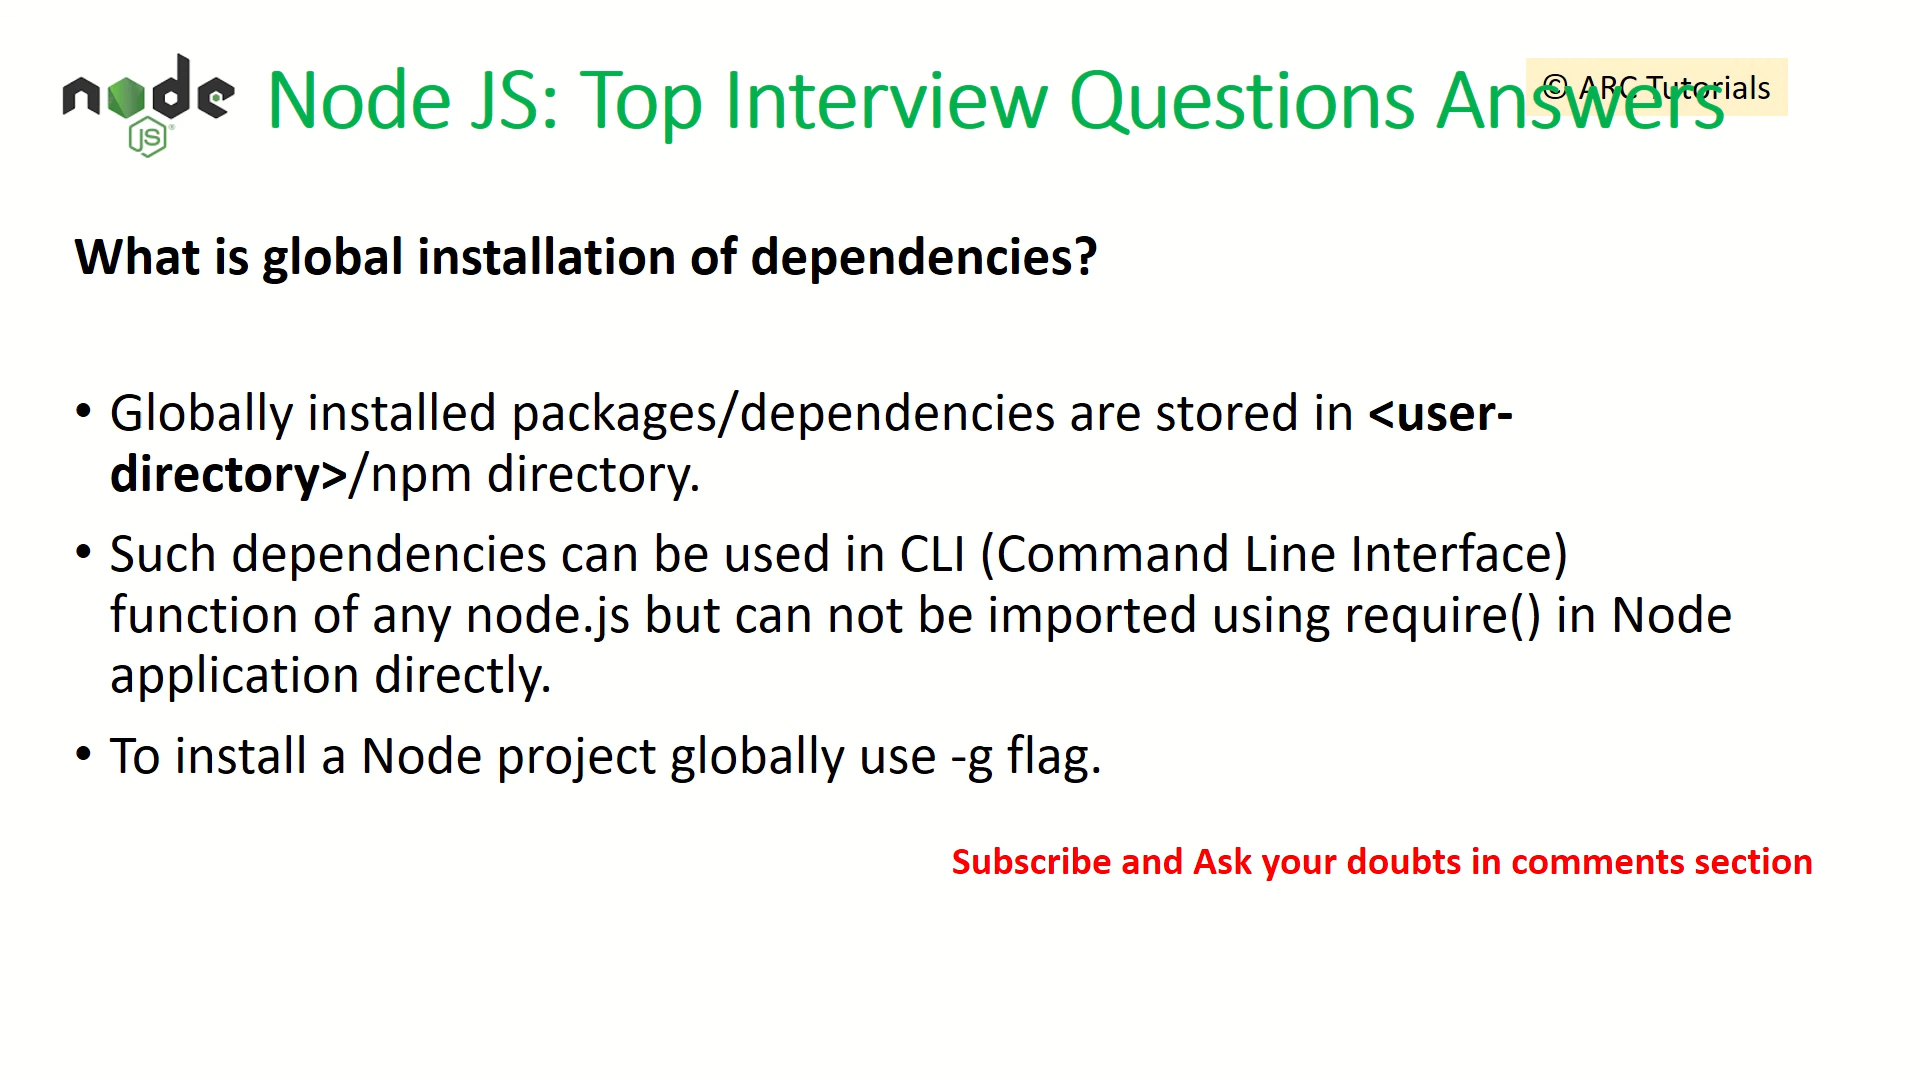 node
JS
Node JS: Top Interview Questions Answers
© ARC Tutorials
What is global installation of dependencies?
• Globally installed packages/dependencies are stored in <user-
directory>/npm directory.
• Such dependencies can be used in CLI (Command Line Interface)
function of any node.js but can not be imported using require() in Node
application directly.
• To install a Node project globally use -g flag.
Subscribe and Ask your doubts in comments section